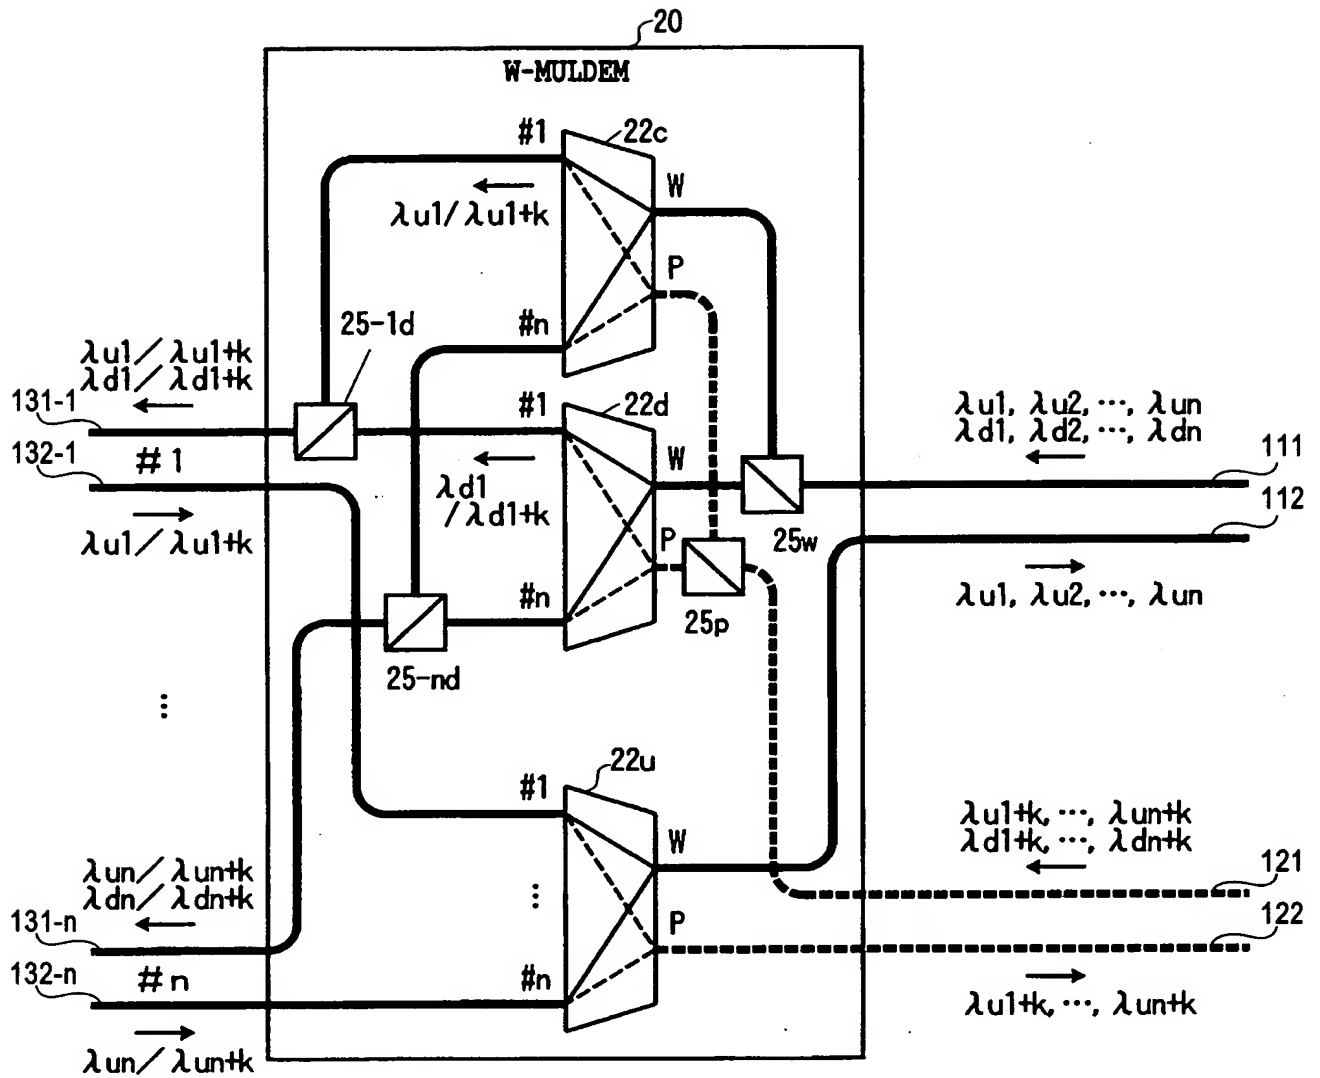 20
W-MULDEM
#1
22c
W
λu1/λu1+k
P
25-1d
#n
λu1/λu1+k
λd1/λd1+k
131-1
#1
22d
λu1, λu2, ⋯, λun
λd1, λd2, ⋯, λdn
132-1
#1
W
111
λd1
/λd1+k
112
λu1/λu1+k
P
25w
#n
25p
λu1, λu2, ⋯, λun
25-nd
⋮
22u
#1
λu1+k, ⋯, λun+k
λd1+k, ⋯, λdn+k
W
λun/λun+k
λdn/λdn+k
⋮
121
131-n
P
122
132-n
#n
#n
λu1+k, ⋯, λun+k
λun/λun+k